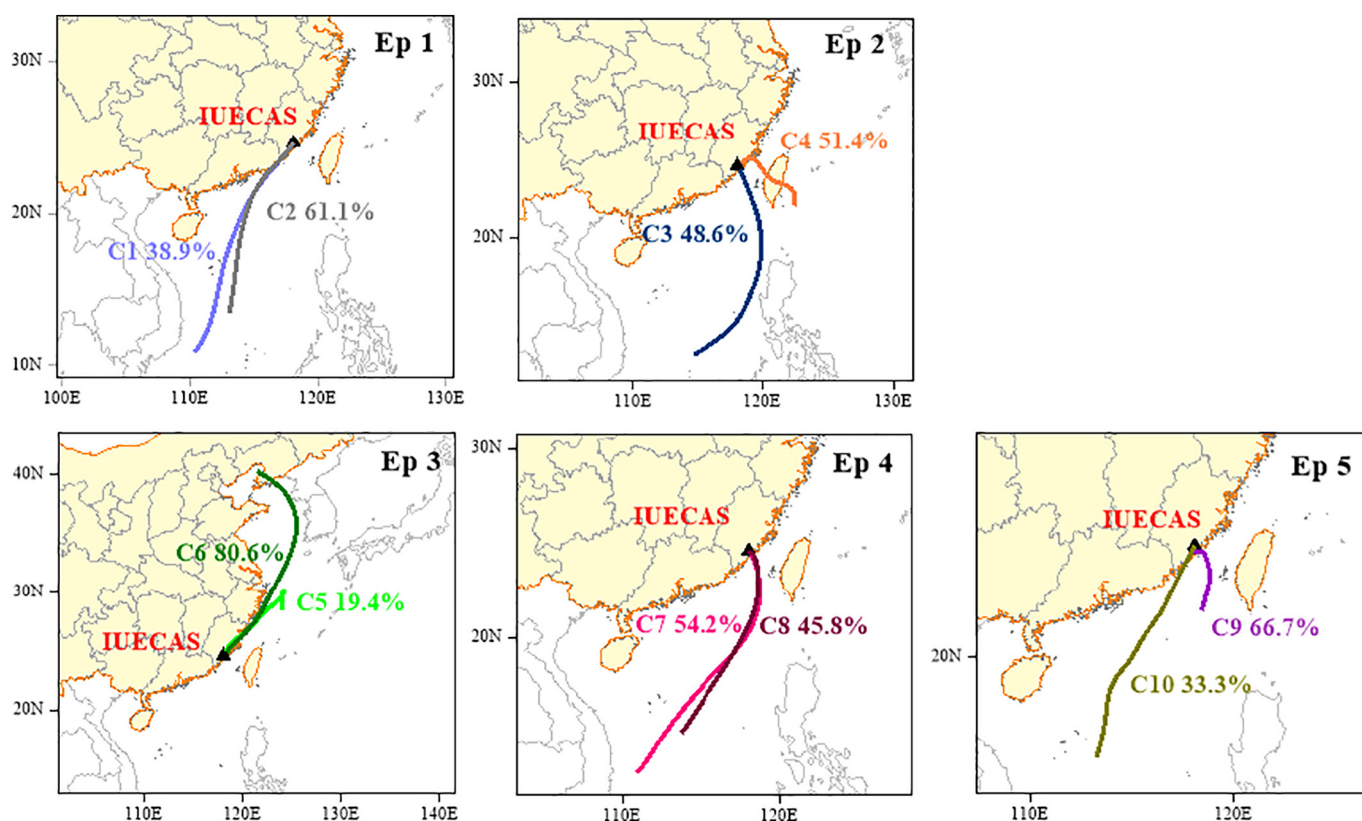 Ep 1
30N
IUECAS
20N
C2 61.1%
C1 38.9%
10N
100E 110E 120E 130E
Ep 2
30N
IUECAS
C4 51.4%
20N
C3 48.6%
110E 120E 130E
Ep 3
40N
C6 80.6%
30N
C5 19.4%
IUECAS
20N
110E 120E 130E 140E
Ep 4
30N
IUECAS
C7 54.2% C8 45.8%
20N
110E 120E
Ep 5
IUECAS
C9 66.7%
20N
C10 33.3%
110E 120E